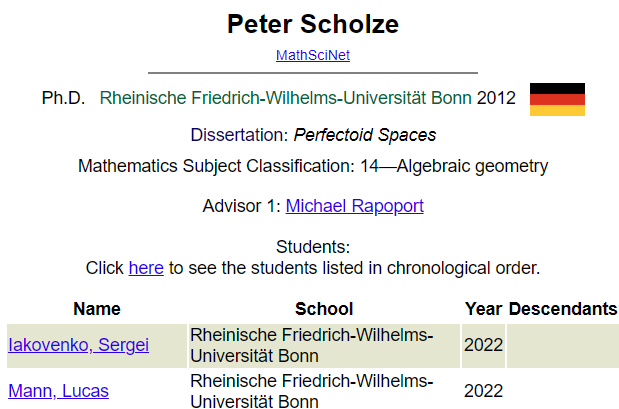 Peter Scholze
MathSciNet
Ph.D. Rheinische Friedrich-Wilhelms-Universität Bonn 2012
Dissertation: Perfectoid Spaces
Mathematics Subject Classification: 14—Algebraic geometry
Advisor 1: Michael Rapoport
Students:
Click here to see the students listed in chronological order.
Name School Year Descendants
Iakovenko, Sergei Rheinische Friedrich-Wilhelms-
Universität Bonn 2022
Mann, Lucas Rheinische Friedrich-Wilhelms-
Universität Bonn 2022